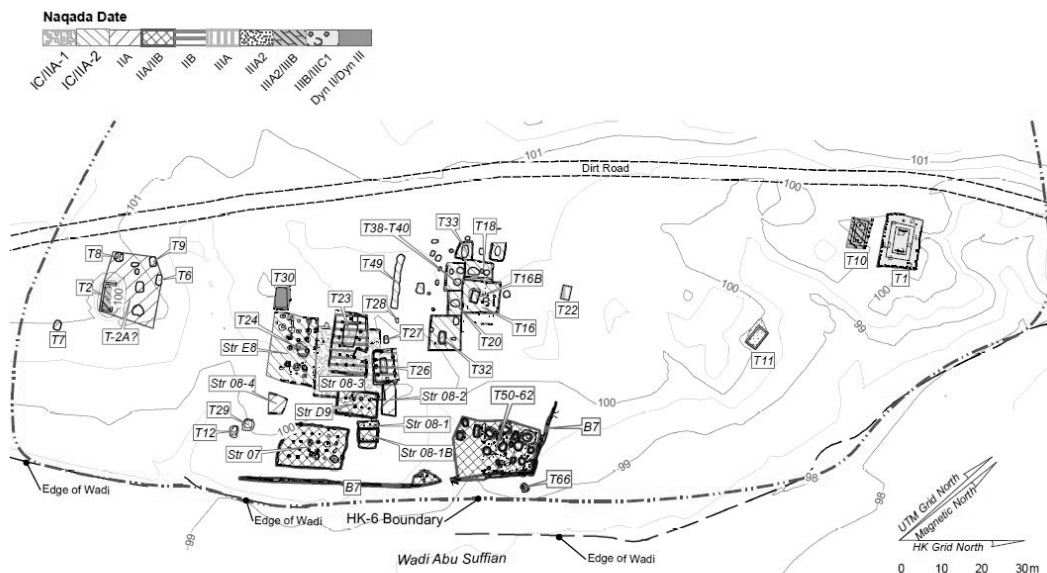 Naqada Date
IC/IIA-1
IC/IIA-2
IIA
IIA/IIB
IIB
IIIA
IIIA2
IIIA2/IIIB
IIIB/IIIC1
Dyn II/Dyn III
101
101
101
101
Dirt Road
100
100
T33
T18
T38-T40
T8
T9
T49
T16B
T10
T6
T30
T1
T2
100
T23
T28
T22
100
T16
T24
T27
T20
T7
T-2A?
99
T11
Str E8
T26
T32
Str 08-3
Str 08-4
Str 08-2
T50-62
100
Str D9
T29
Str 08-1
B7
T12
100
Str 07
Str 08-1B
99
98
98
B7
T66
Edge of Wadi
Edge of Wadi
HK-6 Boundary
99
Wadi Abu Suffian
Edge of Wadi
UTM Grid North
Magnetic North
HK Grid North
0 10 20 30m